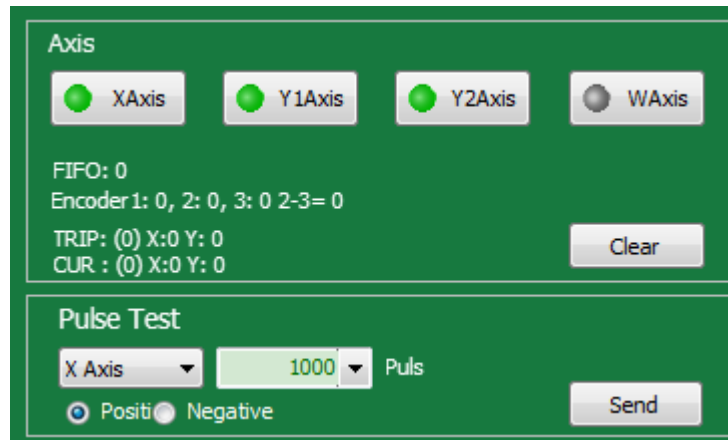 Axis
XAxis Y1Axis Y2Axis WAxis
FIFO: 0
Encoder1: 0, 2: 0, 3: 0 2-3= 0
TRIP: (0) X:0 Y: 0
CUR : (0) X:0 Y: 0
Clear
Pulse Test
X Axis 1000 Puls
Positi Negative
Send